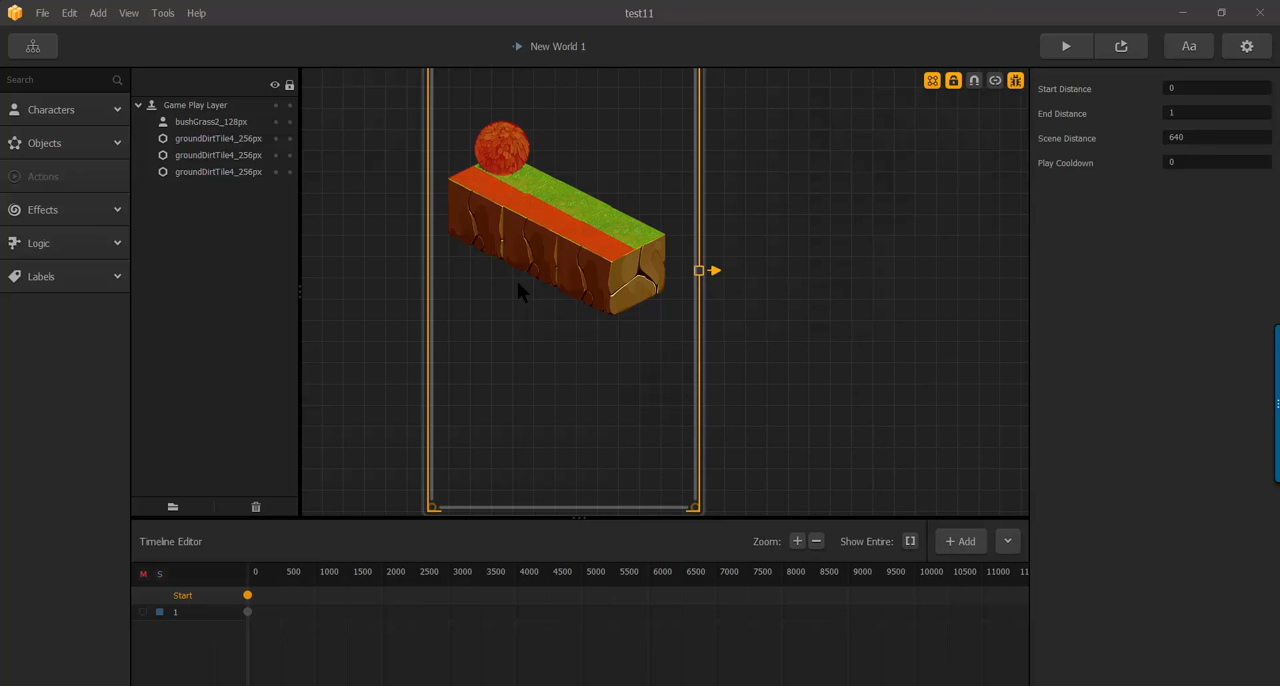 File Edit Add View Tools Help
test11
New World 1
Aa
Search
Characters
Objects
Actions
Effects
Logic
Labels
Game Play Layer
bushGrass2_128px
groundDirtTile4_256px
groundDirtTile4_256px
groundDirtTile4_256px
Start Distance 0
End Distance 1
Scene Distance 640
Play Cooldown 0
Timeline Editor
Zoom: + −
Show Entire: [ ]
+ Add
M S
0 500 1000 1500 2000 2500 3000 3500 4000 4500 5000 5500 6000 6500 7000 7500 8000 8500 9000 9500 10000 10500 11000 11
Start
1